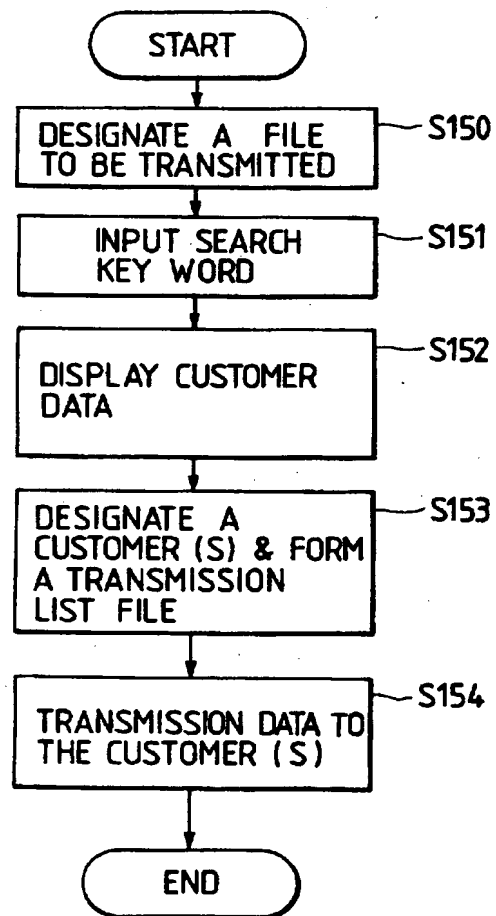 START
DESIGNATE A FILE
TO BE TRANSMITTED
S150
INPUT SEARCH
KEY WORD
S151
DISPLAY CUSTOMER
DATA
S152
DESIGNATE A
CUSTOMER (S) & FORM
A TRANSMISSION
LIST FILE
S153
TRANSMISSION DATA TO
THE CUSTOMER (S)
S154
END